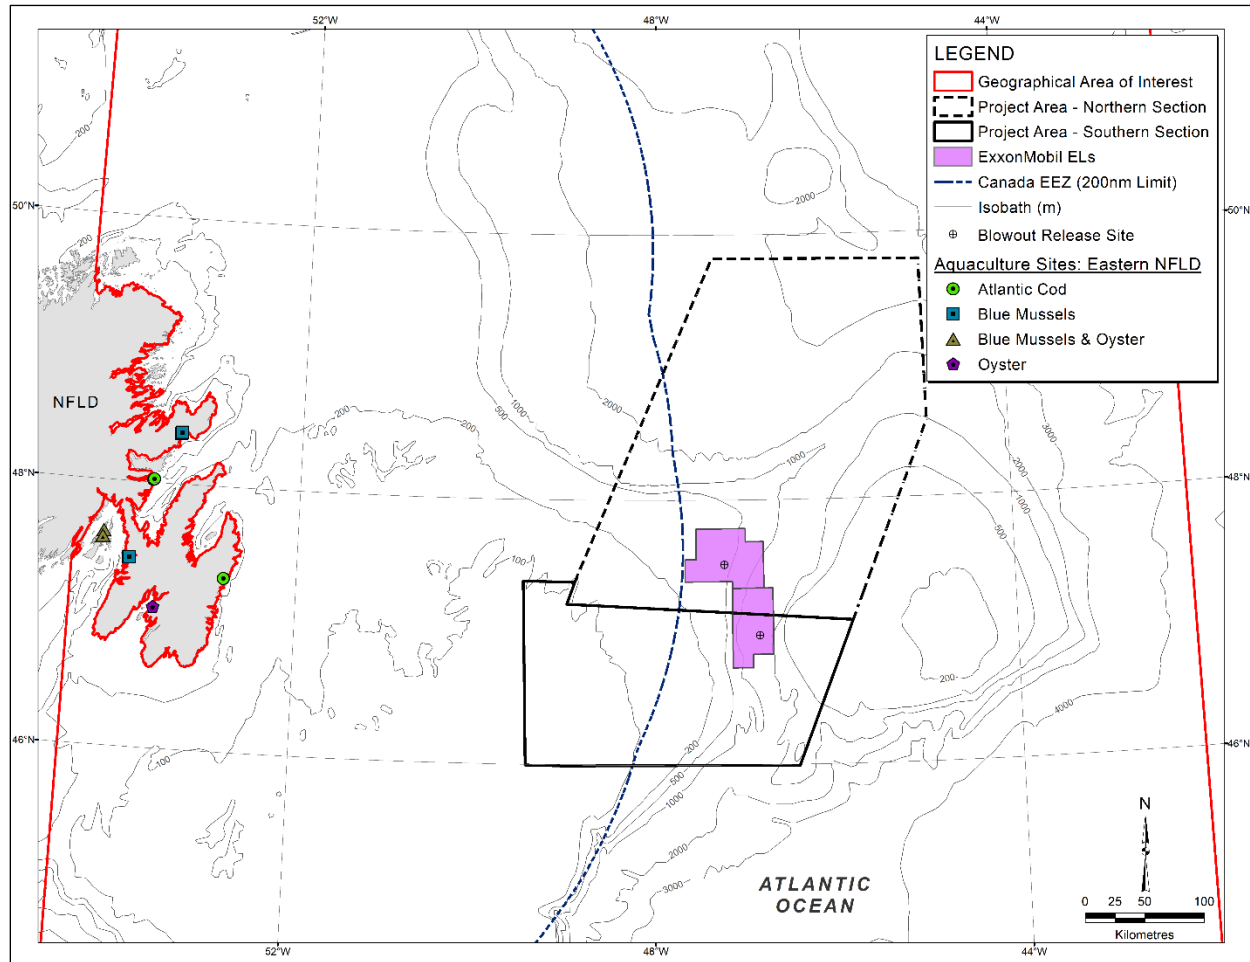 52°W 48°W 44°W
LEGEND
Geographical Area of Interest
Project Area - Northern Section
Project Area - Southern Section
ExxonMobil ELs
Canada EEZ (200nm Limit)
Isobath (m)
Blowout Release Site
Aquaculture Sites: Eastern NFLD
Atlantic Cod
Blue Mussels
Blue Mussels & Oyster
Oyster
200
2000
50°N 50°N
200
NFLD
200
500
1000
2000
3000
2000
1000
500
48°N 48°N
100
200
46°N 46°N
100
200
500
1000
4000
2000
3000
ATLANTIC
OCEAN
N
0 25 50 100
Kilometres
52°W 48°W 44°W